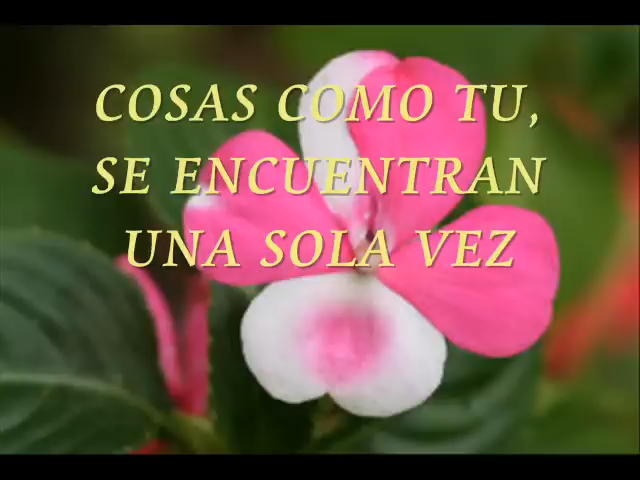 COSAS COMO TU,
SE ENCUENTRAN
UNA SOLA VEZ